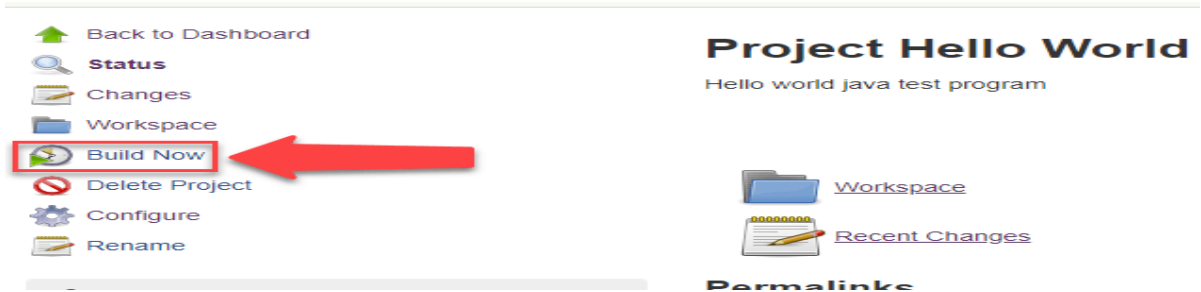 Back to Dashboard
Status
Changes
Workspace
Build Now
Delete Project
Configure
Rename
Project Hello World
Hello world java test program
Workspace
Recent Changes
Permalinks